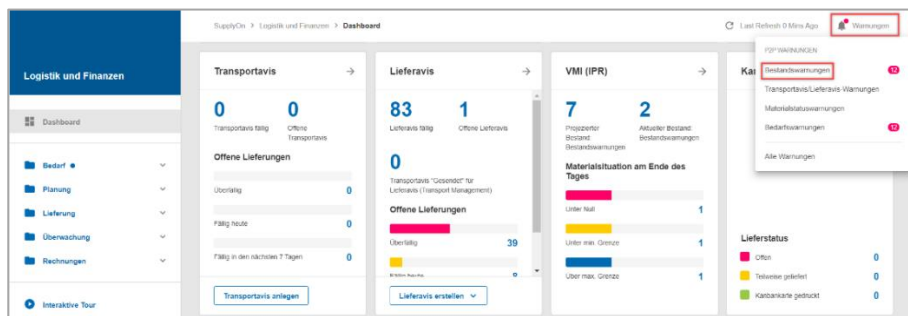 SupplyOn > Logistik und Finanzen > Dashboard
Last Refresh 0 Mins Ago
Warnungen
Logistik und Finanzen
Dashboard
Bedarf
Planung
Lieferung
Überwachung
Rechnungen
Interaktive Tour
Transportavis
0
Transportavis fällig
0
Offene
Transportavis
Offene Lieferungen
Überfällig 0
Fällig heute 0
Fällig in den nächsten 7 Tagen 0
Transportavis anlegen
Lieferavis
83
Lieferavis fällig
1
Offene Lieferavis
0
Transportavis "Gesendet" für
Lieferavis (Transport Management)
Offene Lieferungen
Überfällig 39
Lieferavis erstellen
VMI (IPR)
7
Projizierter
Bestand
Bestandswarnungen
2
Aktueller Bestand
Bestandswarnungen
Materialsituation am Ende des
Tages
Unter Null 1
Unter min. Grenze 1
Über max. Grenze 1
P2P WARNUNGEN
Bestandswarnungen 12
Transportavis/Lieferavis-Warnungen
Materialstatuswarnungen
Bedarfswarnungen 12
Alle Warnungen
Lieferstatus
Offen 0
Teilweise geliefert 0
Kanbankarte gedruckt 0